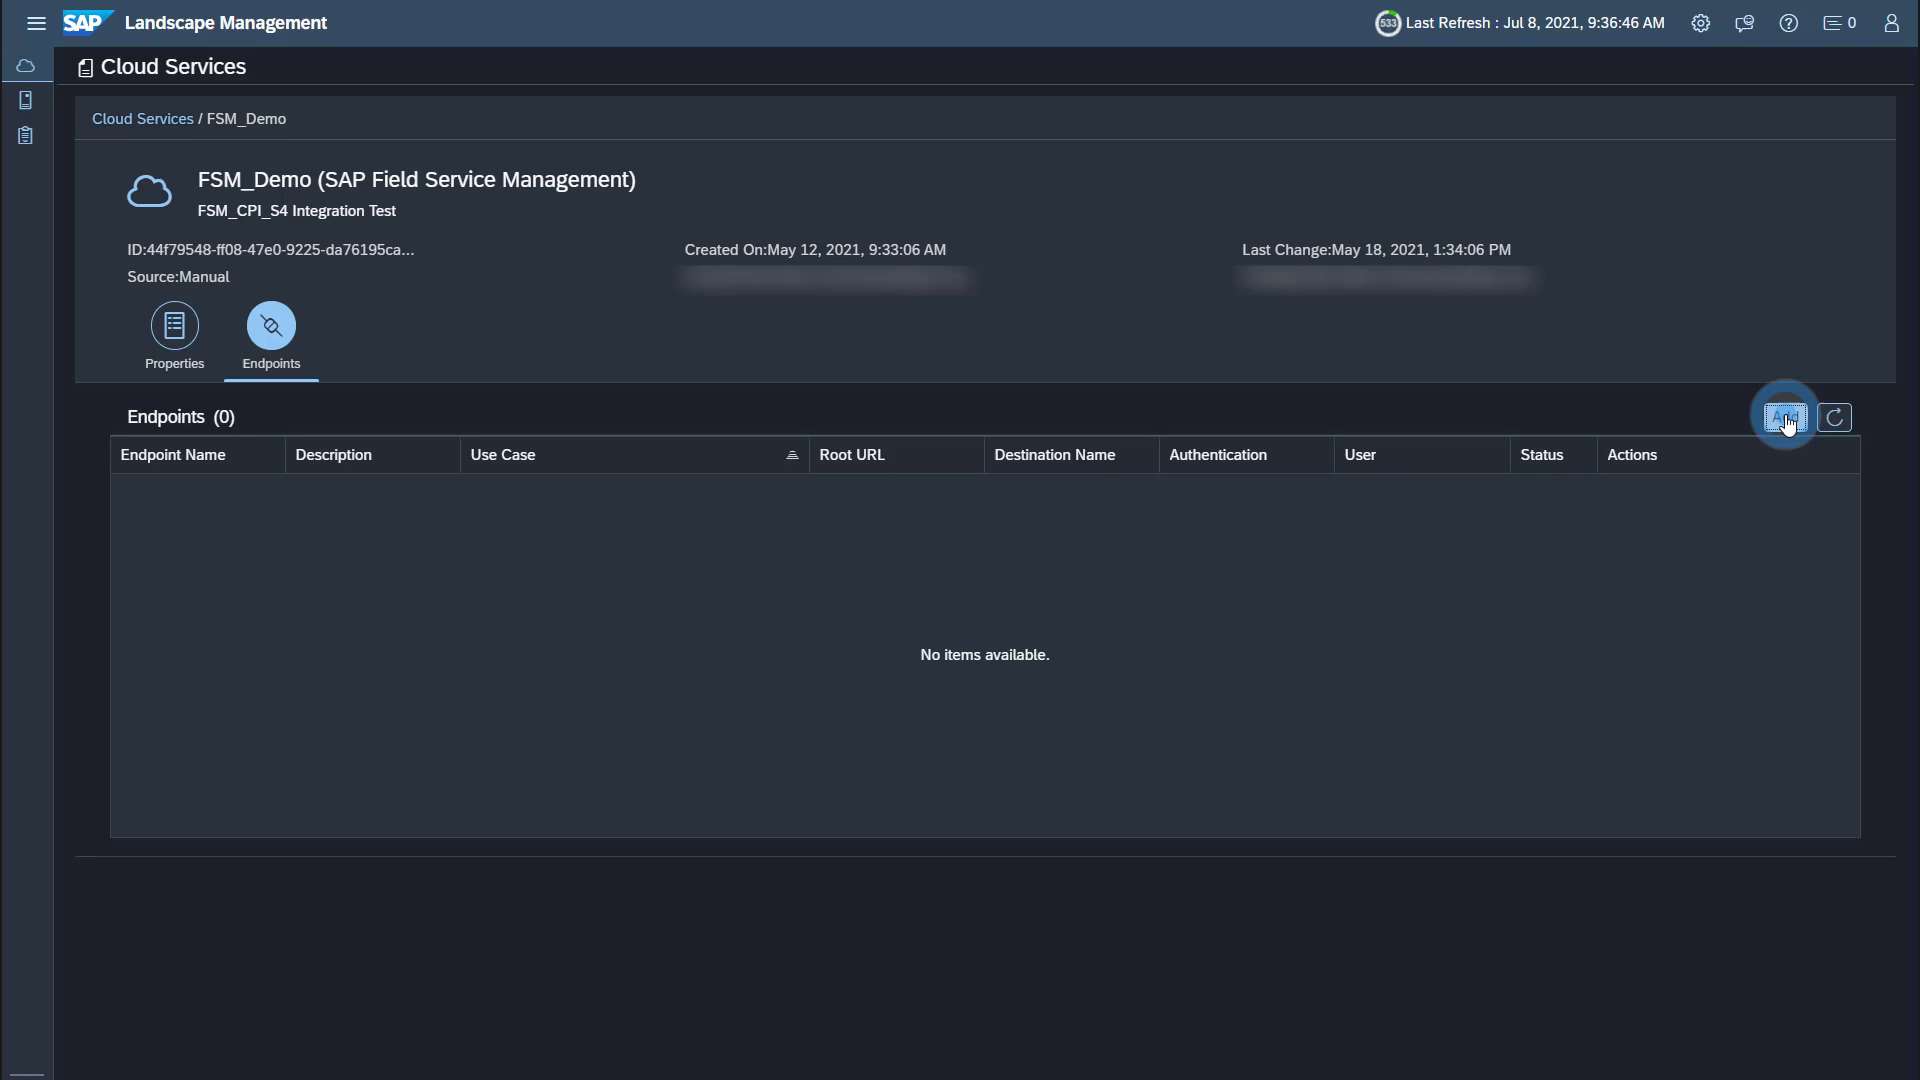 SAP Landscape Management
533 Last Refresh : Jul 8, 2021, 9:36:46 AM
0
Cloud Services
Cloud Services / FSM_Demo
FSM_Demo (SAP Field Service Management)
FSM_CPI_S4 Integration Test
ID:44f79548-ff08-47e0-9225-da76195ca...
Created On:May 12, 2021, 9:33:06 AM
Last Change:May 18, 2021, 1:34:06 PM
Source:Manual
Properties
Endpoints
Endpoints (0)
Add
Endpoint Name
Description
Use Case
Root URL
Destination Name
Authentication
User
Status
Actions
No items available.